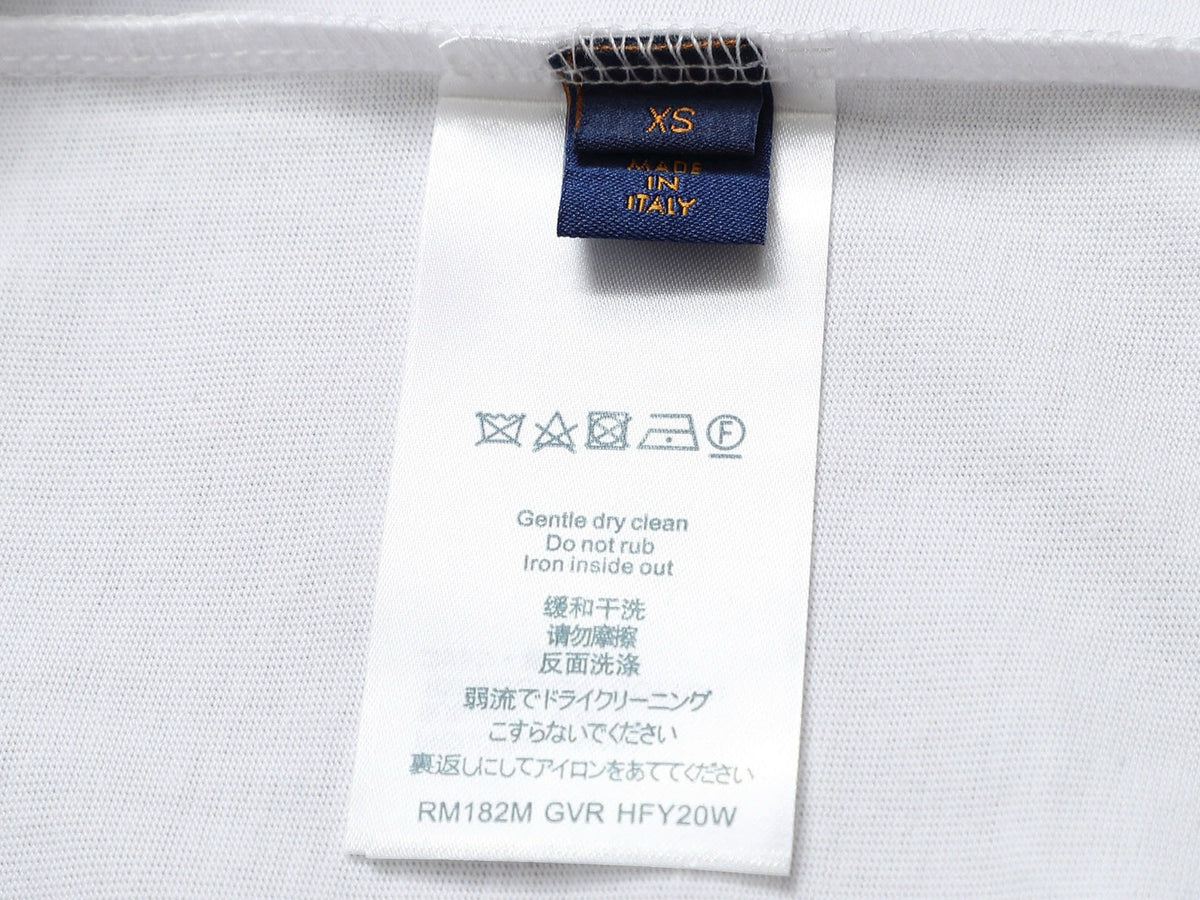 XS
MADE
IN
ITALY
F
Gentle dry clean
Do not rub
Iron inside out
缓和干洗
请勿摩擦
反面洗涤
弱流でドライクリーニング
こすらないでください
裏返しにしてアイロンをあててください
RM182M GVR HFY20W